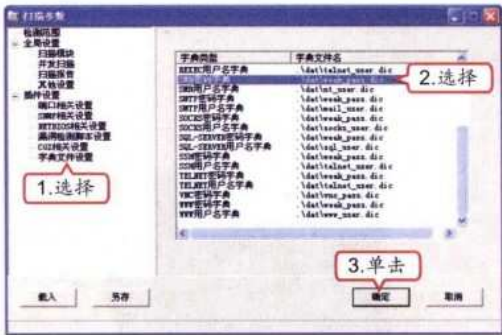 扫描参数
检测范围
全局设置
扫描模块
并发扫描
扫描报告
其他设置
插件设置
端口相关设置
SNMP相关设置
NETBIOS相关设置
漏洞检测脚本设置
CGI相关设置
字典文件设置
1.选择
字典类型 字典文件名
REXEC用户名字典 .\dat\telnet_user.dic
2.选择
SMB用户名字典 .\dat\nt_user.dic
SMTP密码字典 .\dat\weak_pass.dic
SMTP用户名字典 .\dat\mail_user.dic
SOCKS密码字典 .\dat\weak_pass.dic
SOCKS用户名字典 .\dat\socks_user.dic
SQL-SERVER密码字典 .\dat\weak_pass.dic
SQL-SERVER用户名字典 .\dat\sql_user.dic
SSH密码字典 .\dat\weak_pass.dic
SSH用户名字典 .\dat\telnet_user.dic
TELNET密码字典 .\dat\weak_pass.dic
TELNET用户名字典 .\dat\telnet_user.dic
VNC密码字典 .\dat\vnc_pass.dic
WWW密码字典 .\dat\weak_pass.dic
WWW用户名字典 .\dat\www_user.dic
3.单击
载入 另存 确定 取消